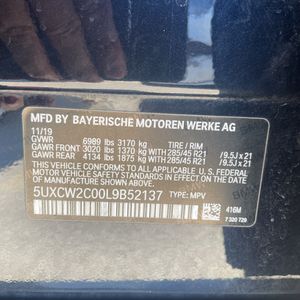 MFD BY BAYERISCHE MOTOREN WERKE AG
11/19
GVWR 6989 lbs 3170 kg TIRE / RIM
GAWR FRONT 3020 lbs 1370 kg 285/45 R21 /9.5J x 21
GAWR REAR 4134 lbs 1875 kg 285/45 R21 /9.5J x 21
THIS VEHICLE CONFORMS TO ALL APPLICABLE
U.S. FEDERAL MOTOR VEHICLE SAFETY
STANDARDS IN EFFECT ON THE DATE OF
MANUFACTURE SHOWN ABOVE.
5UXCW2C00L9B52137 TYPE: MPV
416M
7 320 729